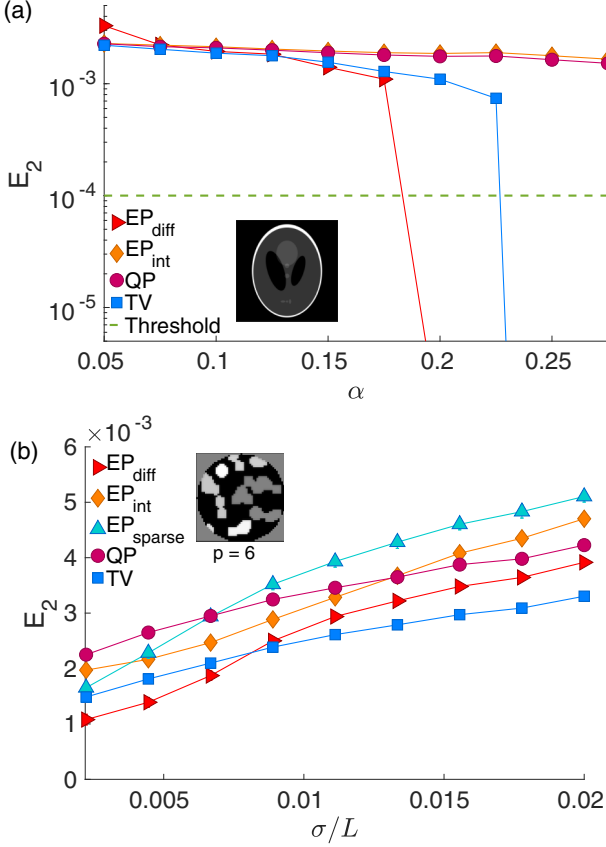 (a)
E_2
10^-3
10^-4
10^-5
EP_diff
EP_int
QP
TV
Threshold
0.05 0.1 0.15 0.2 0.25
α
(b)
×10^-3
E_2
6
5
4
3
2
1
0
EP_diff
EP_int
EP_sparse
QP
TV
p = 6
0.005 0.01 0.015 0.02
σ/L